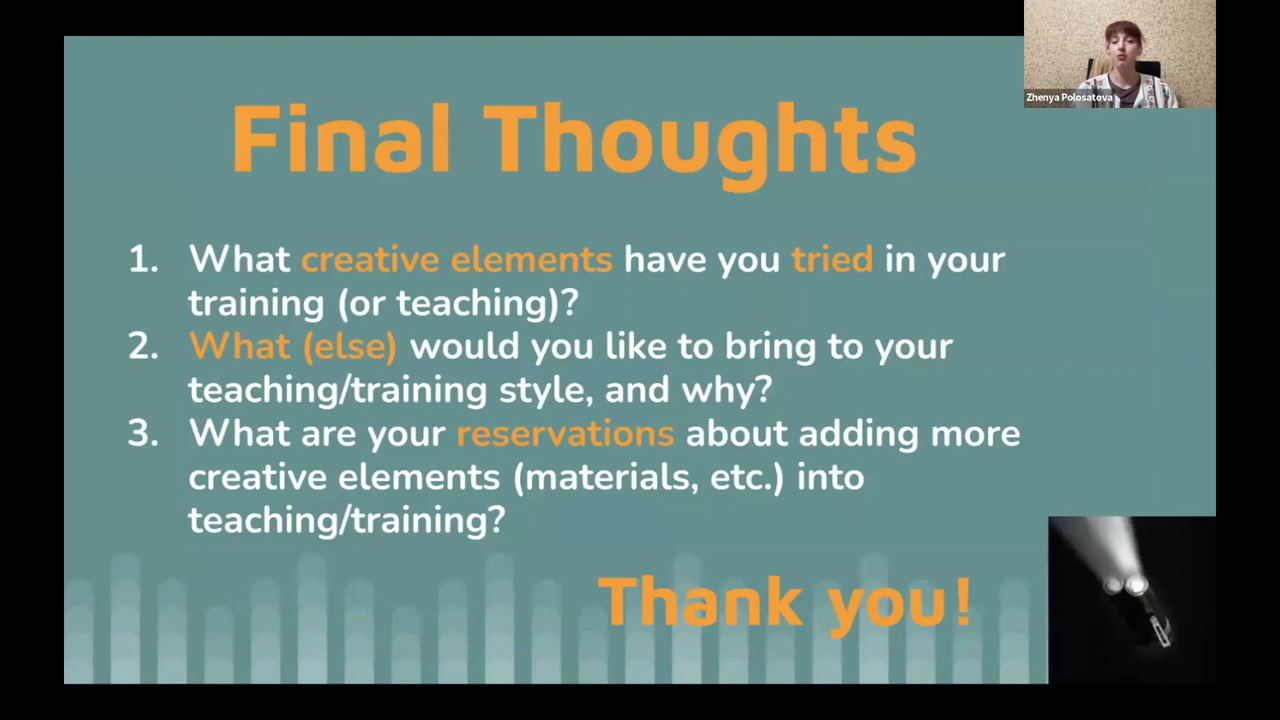 Final Thoughts
1. What creative elements have you tried in your
training (or teaching)?
2. What (else) would you like to bring to your
teaching/training style, and why?
3. What are your reservations about adding more
creative elements (materials, etc.) into
teaching/training?
Thank you!
Zhenya Polosatova